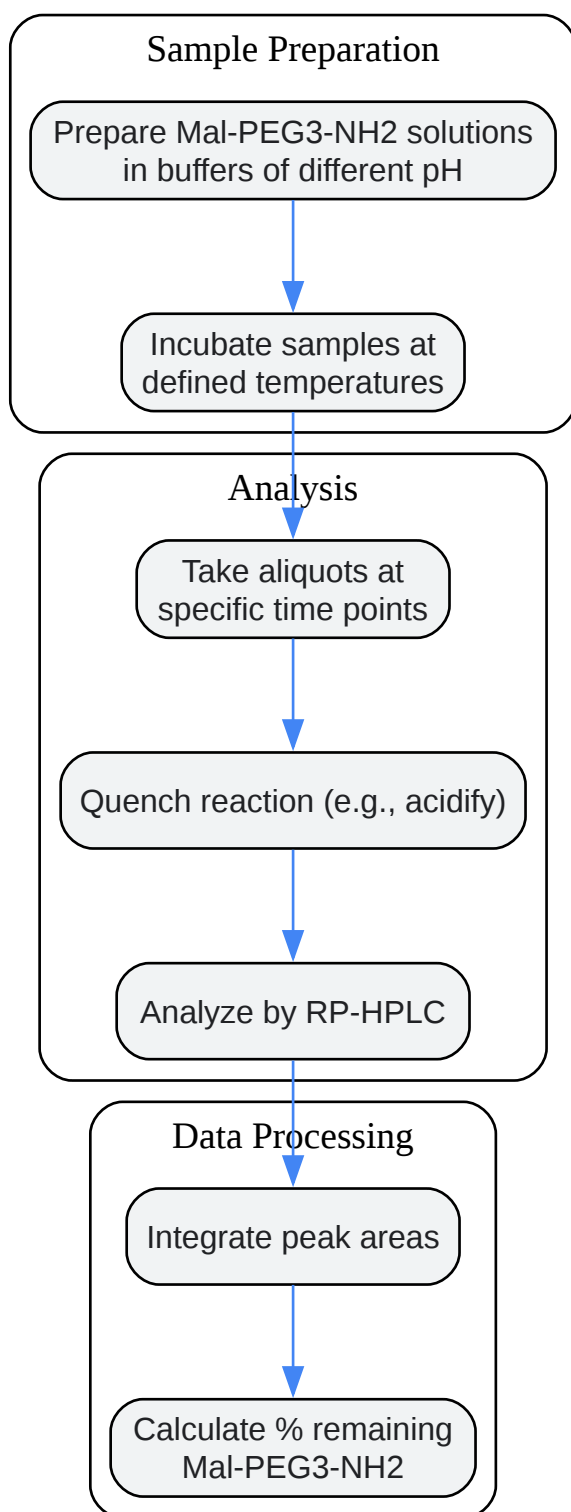 Sample Preparation
Prepare Mal-PEG3-NH2 solutions
in buffers of different pH
Incubate samples at
defined temperatures
Analysis
Take aliquots at
specific time points
Quench reaction (e.g., acidify)
Analyze by RP-HPLC
Data Processing
Integrate peak areas
Calculate % remaining
Mal-PEG3-NH2